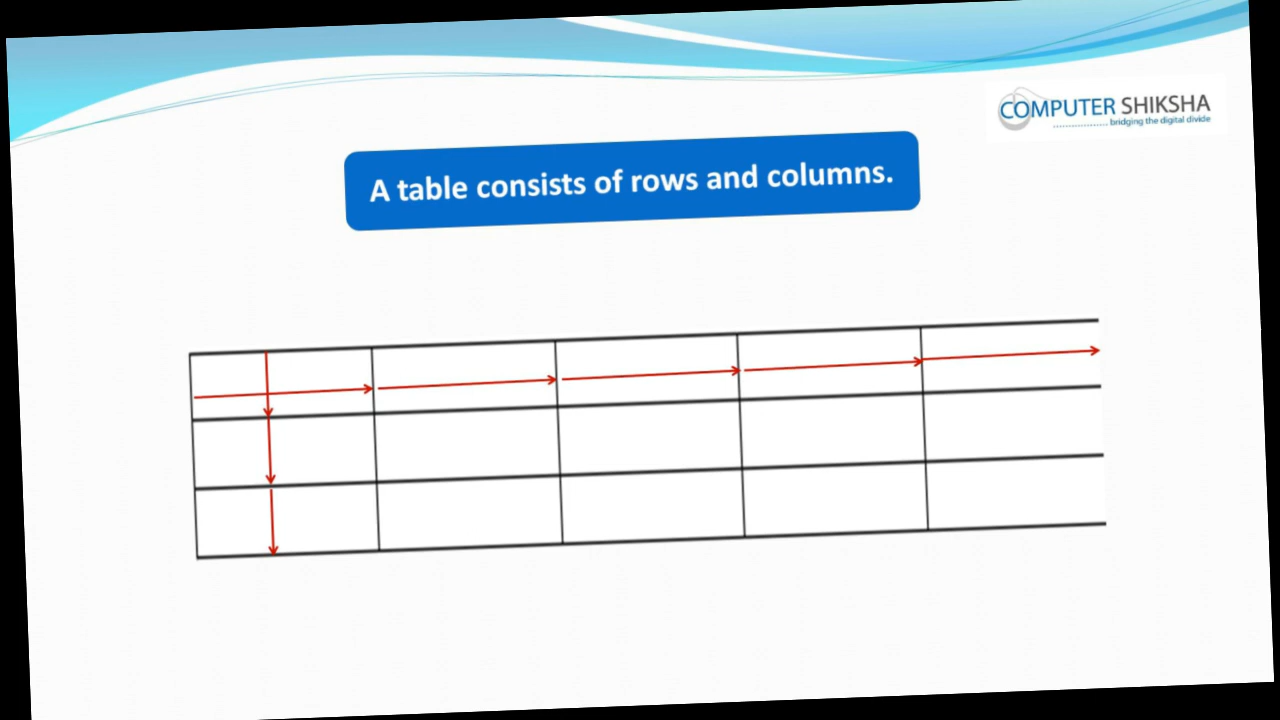 COMPUTER SHIKSHA
bridging the digital divide
A table consists of rows and columns.